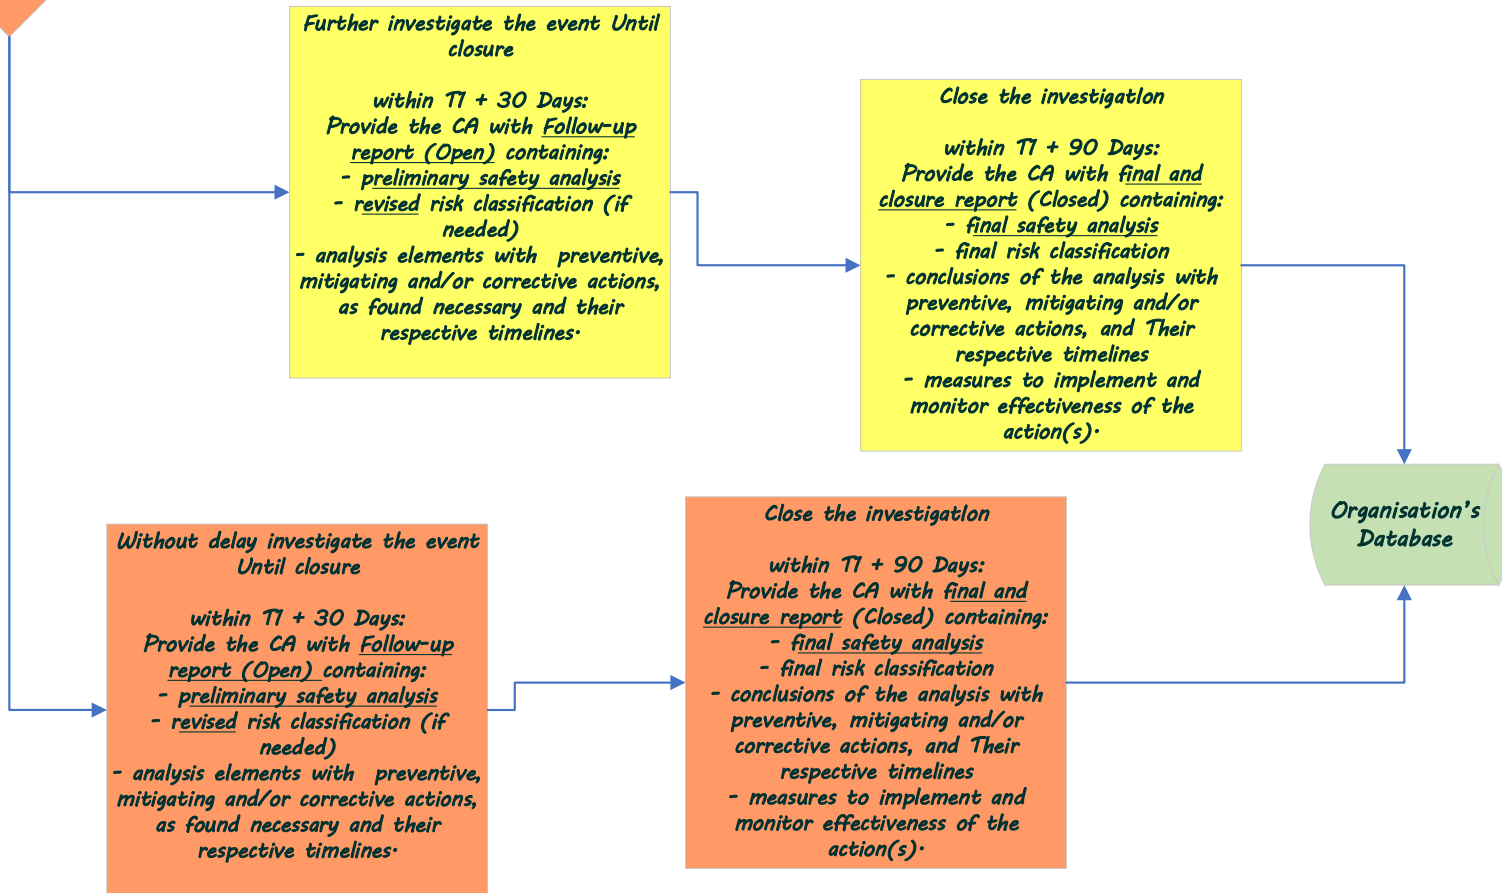 Further investigate the event Until
closure
within T1 + 30 Days:
Provide the CA with Follow-up
report (Open) containing:
- preliminary safety analysis
- revised risk classification (if
needed)
- analysis elements with  preventive,
mitigating and/or corrective actions,
as found necessary and their
respective timelines.
Close the investigatIon
within T1 + 90 Days:
Provide the CA with final and
closure report (Closed) containing:
- final safety analysis
- final risk classification
- conclusions of the analysis with
preventive, mitigating and/or
corrective actions, and Their
respective timelines
- measures to implement and
monitor effectiveness of the
action(s).
Organisation's
Database
Without delay investigate the event
Until closure
within T1 + 30 Days:
Provide the CA with Follow-up
report (Open) containing:
- preliminary safety analysis
- revised risk classification (if
needed)
- analysis elements with  preventive,
mitigating and/or corrective actions,
as found necessary and their
respective timelines.
Close the investigatIon
within T1 + 90 Days:
Provide the CA with final and
closure report (Closed) containing:
- final safety analysis
- final risk classification
- conclusions of the analysis with
preventive, mitigating and/or
corrective actions, and Their
respective timelines
- measures to implement and
monitor effectiveness of the
action(s).